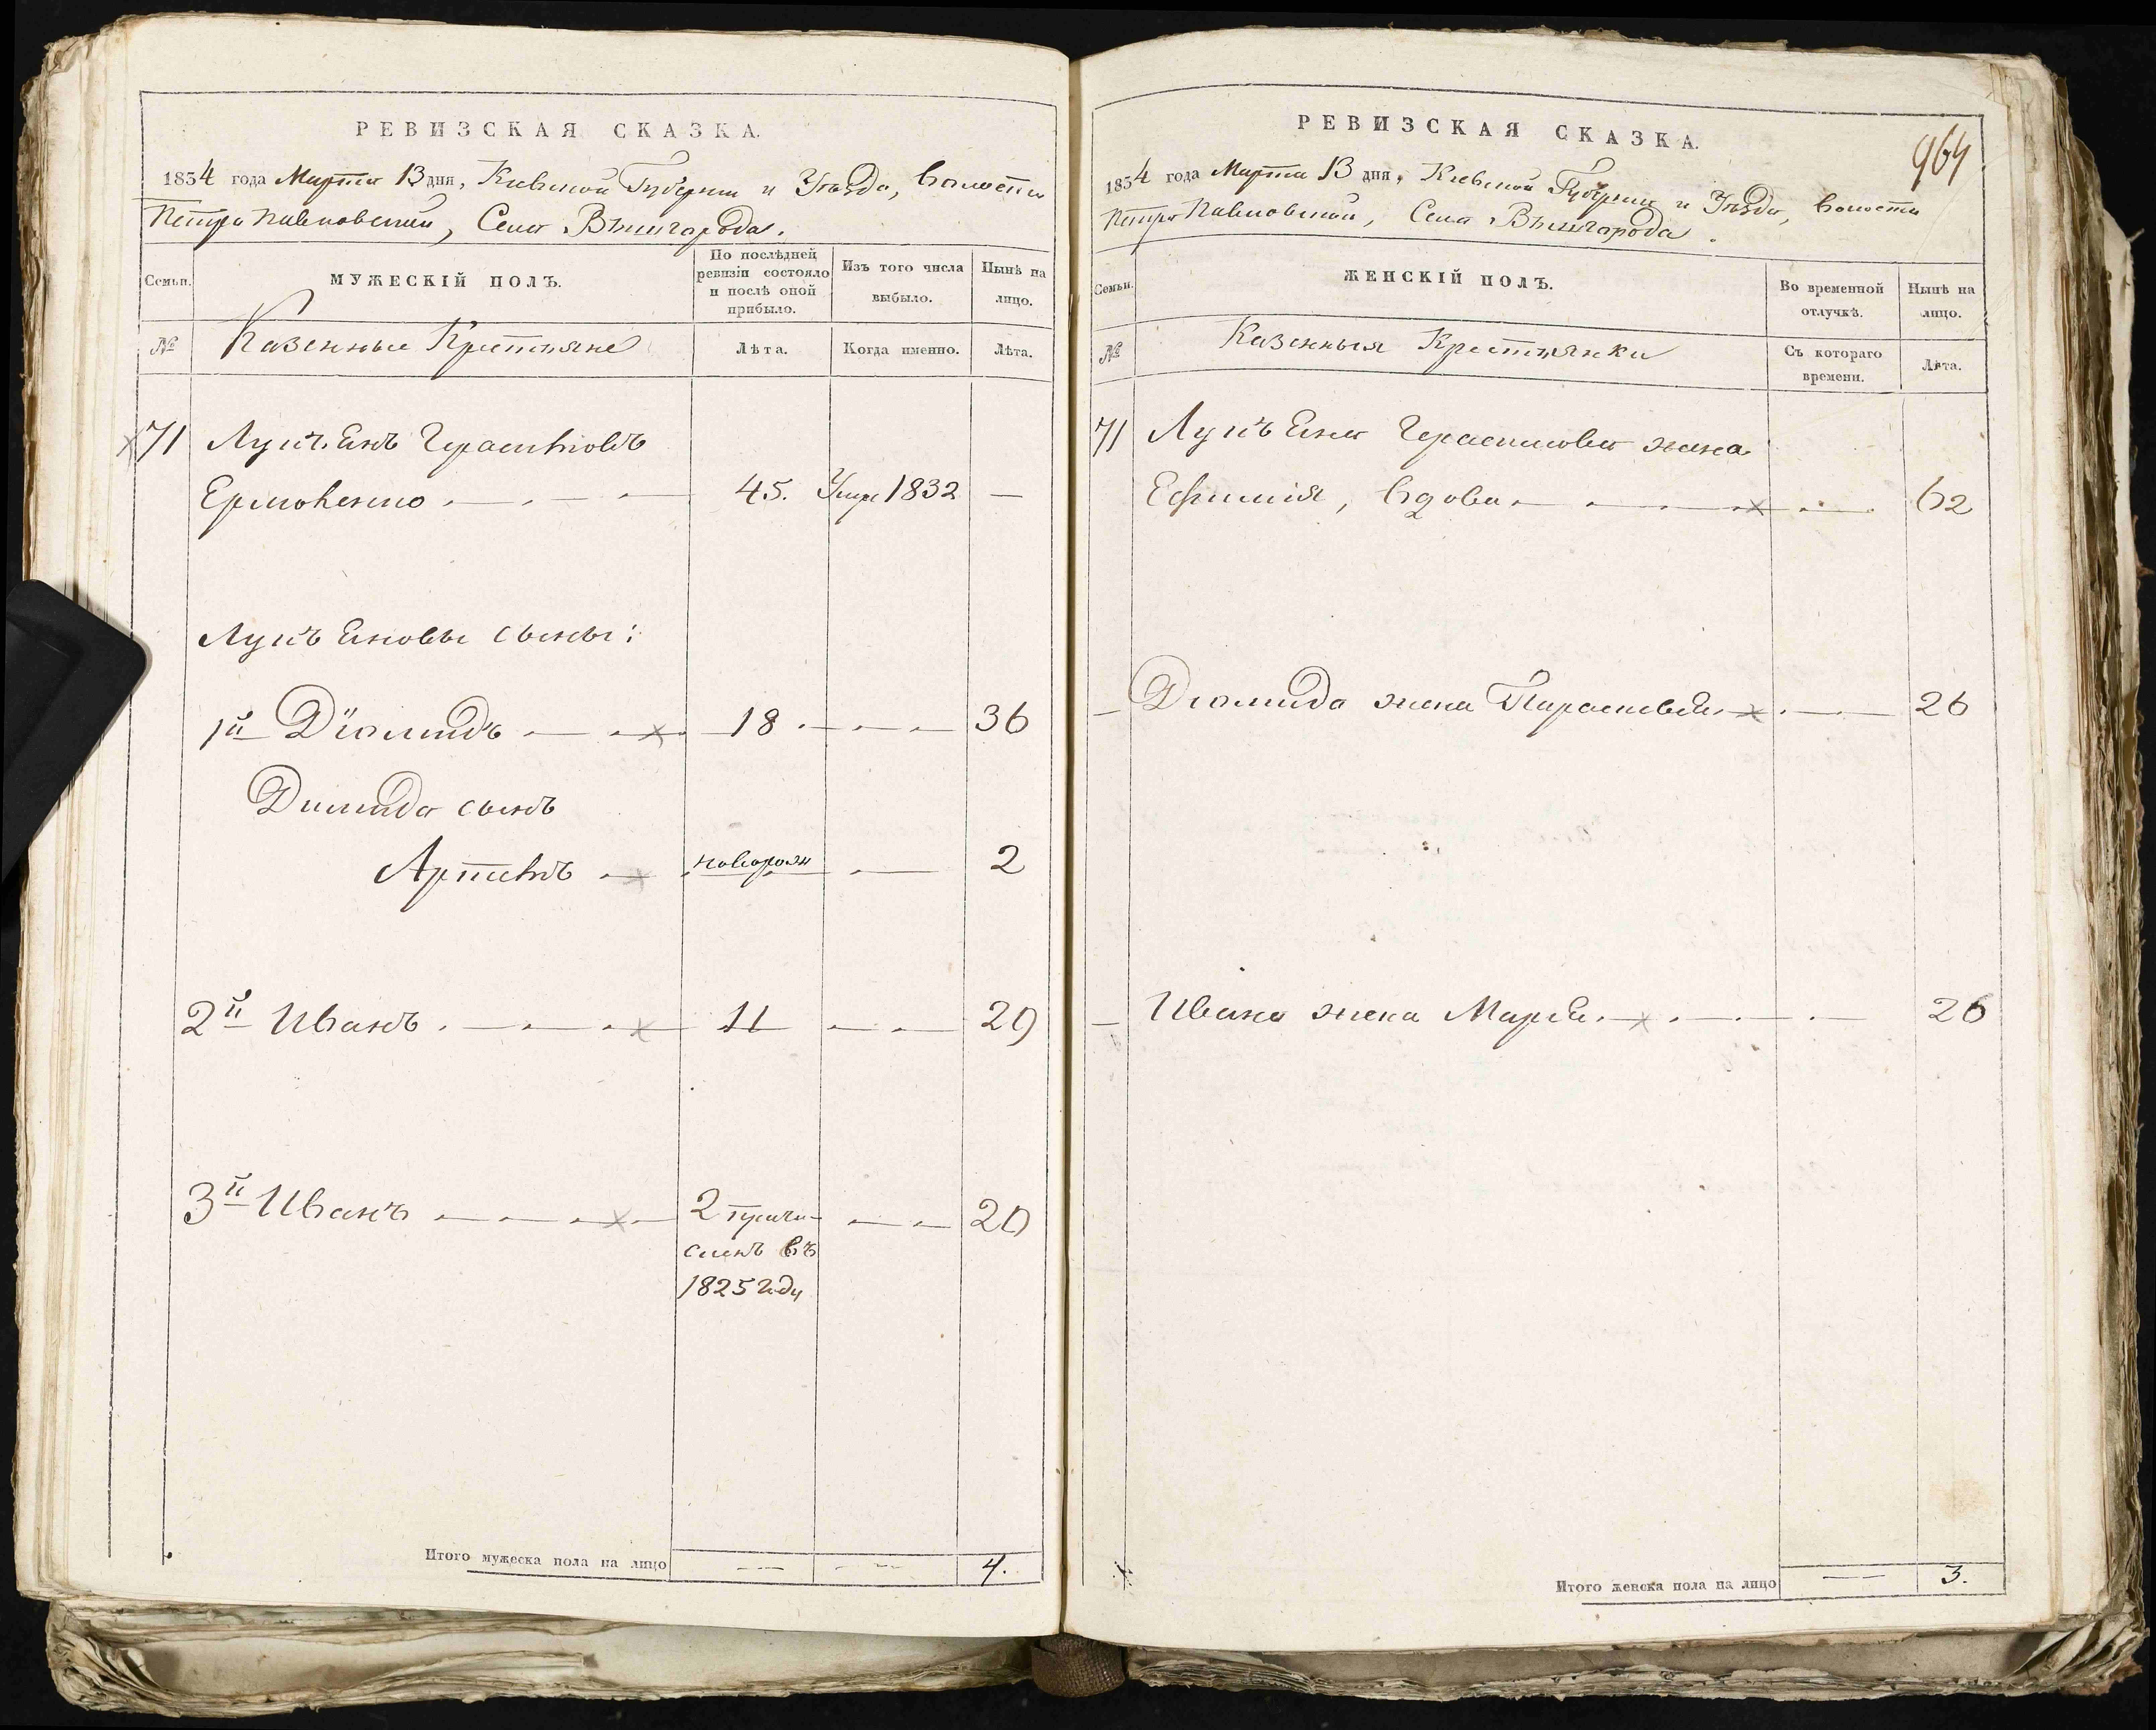 РЕВИЗСКАЯ СКАЗКА.
1834 года Марта 13 дня, Кіевской Губерніи и Уѣзда, Волости
Петро Павловской, Села Вышгорода.
Семьи.
МУЖЕСКІЙ ПОЛЪ.
По послѣдней ревизіи состояло и послѣ оной прибыло.
Изъ того числа выбыло.
Нынѣ на лицо.
№
Казенные Крестьяне
Лѣта.
Когда именно.
Лѣта.
71 Лукъянъ Герасимовъ
Ермоленко 45. Умре 1832 —
Лукъяновы сыны:
1й Діомидъ 18 36
Диомида сынъ
Артемъ новорож 2
2й Иванъ 11 29
3й Иванъ 2 причи-
сленъ въ
1825 году
20
Итого мужеска пола на лицо 4.
РЕВИЗСКАЯ СКАЗКА.
964
1834 года Марта 13 дня, Кіевской Губерніи и Уѣзда, Волости
Петро Павловской, Села Вышгорода.
Семьи.
ЖЕНСКІЙ ПОЛЪ.
Во временной отлучкѣ.
Нынѣ на лицо.
№
Казенныя Крестьянки
Съ котораго времени.
Лѣта.
71 Лукъяна Герасимова жена
Ефимія, вдова 62
Діомида жена Параскевія 26
Ивана жена Марья 26
Итого женска пола на лицо 3.